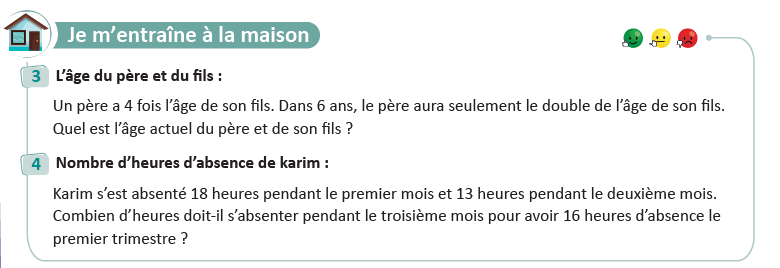 Je m'entraîne à la maison
3 L'âge du père et du fils :
Un père a 4 fois l'âge de son fils. Dans 6 ans, le père aura seulement le double de l'âge de son fils.
Quel est l'âge actuel du père et de son fils ?
4 Nombre d'heures d'absence de karim :
Karim s'est absenté 18 heures pendant le premier mois et 13 heures pendant le deuxième mois.
Combien d'heures doit-il s'absenter pendant le troisième mois pour avoir 16 heures d'absence le
premier trimestre ?